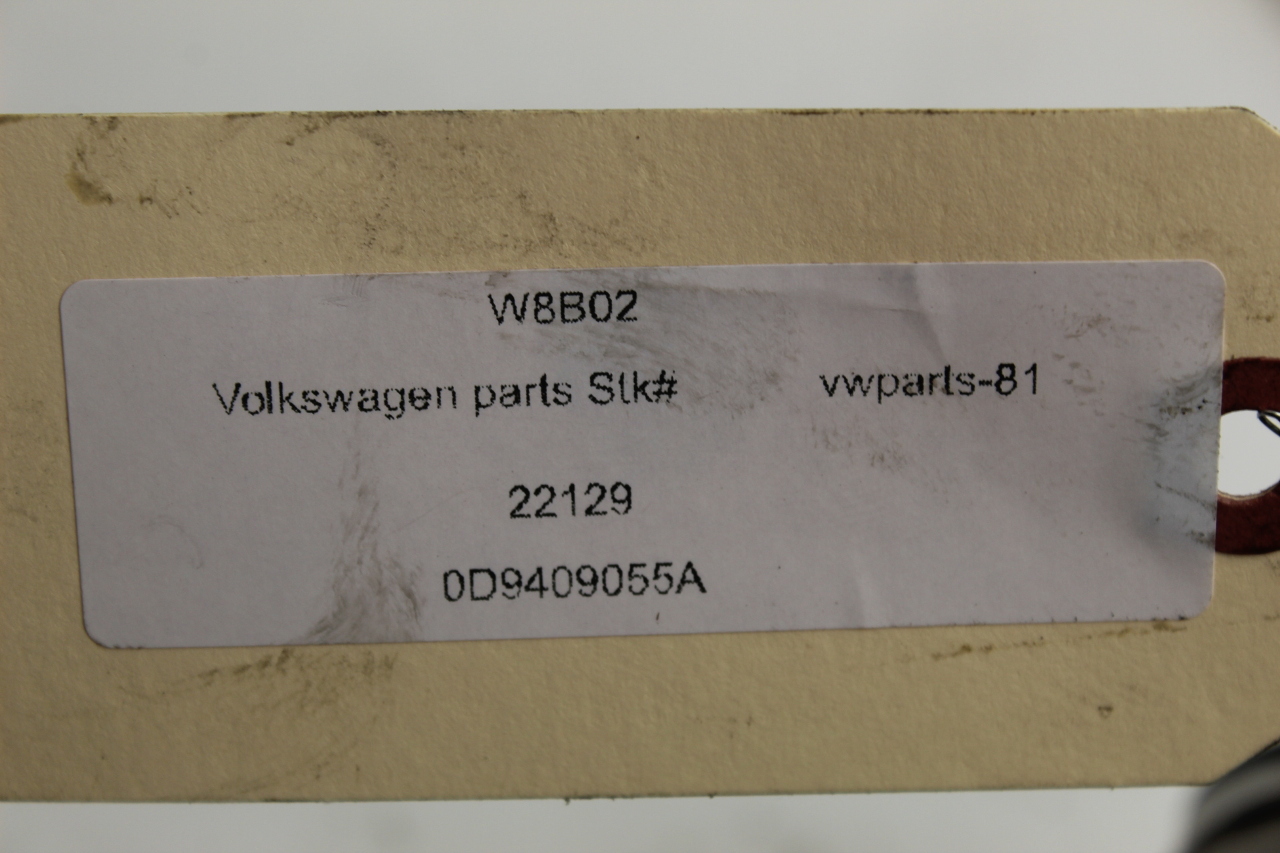 W8B02
Volkswagen parts Stk# vwparts-81
22129
0D9409055A